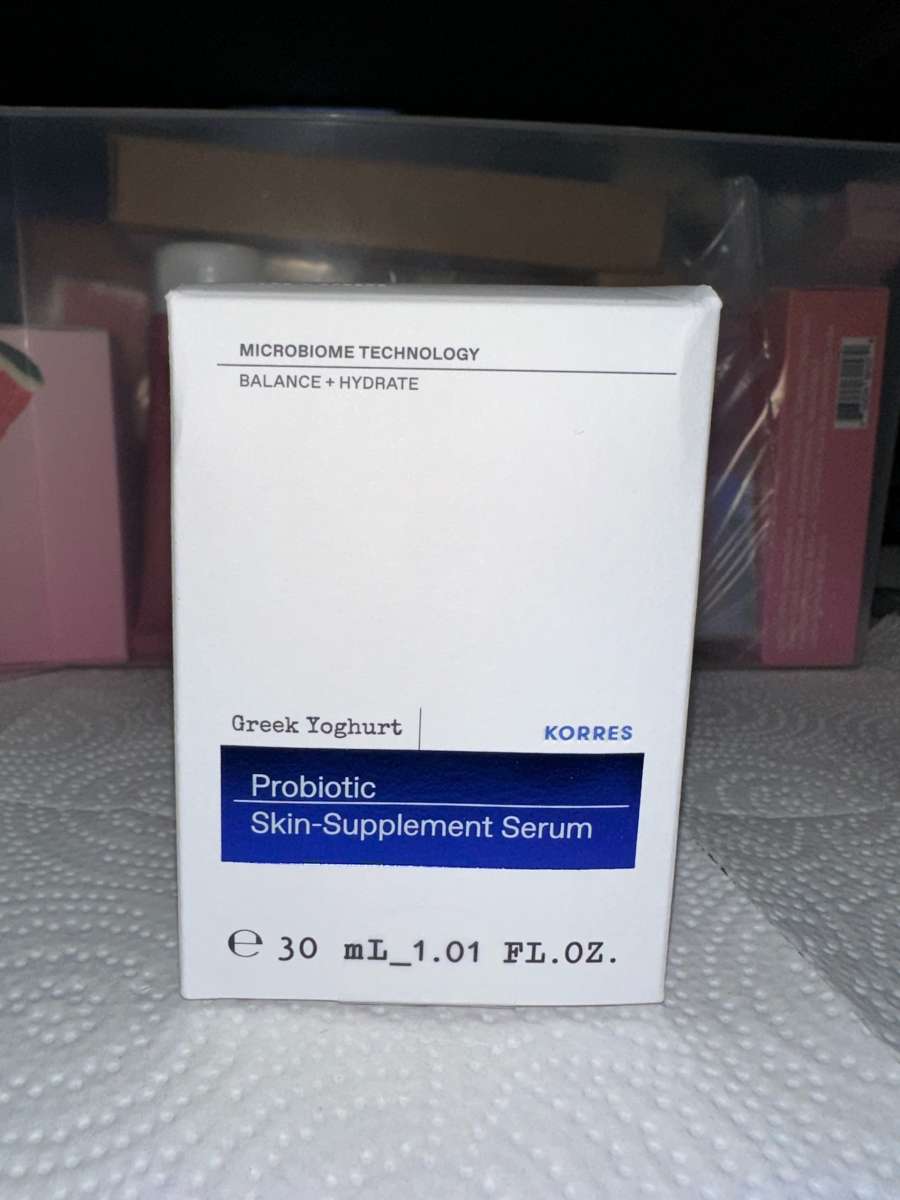 MICROBIOME TECHNOLOGY
BALANCE + HYDRATE
Greek Yoghurt
KORRES
Probiotic
Skin-Supplement Serum
℮ 30 mL_1.01 FL.OZ.